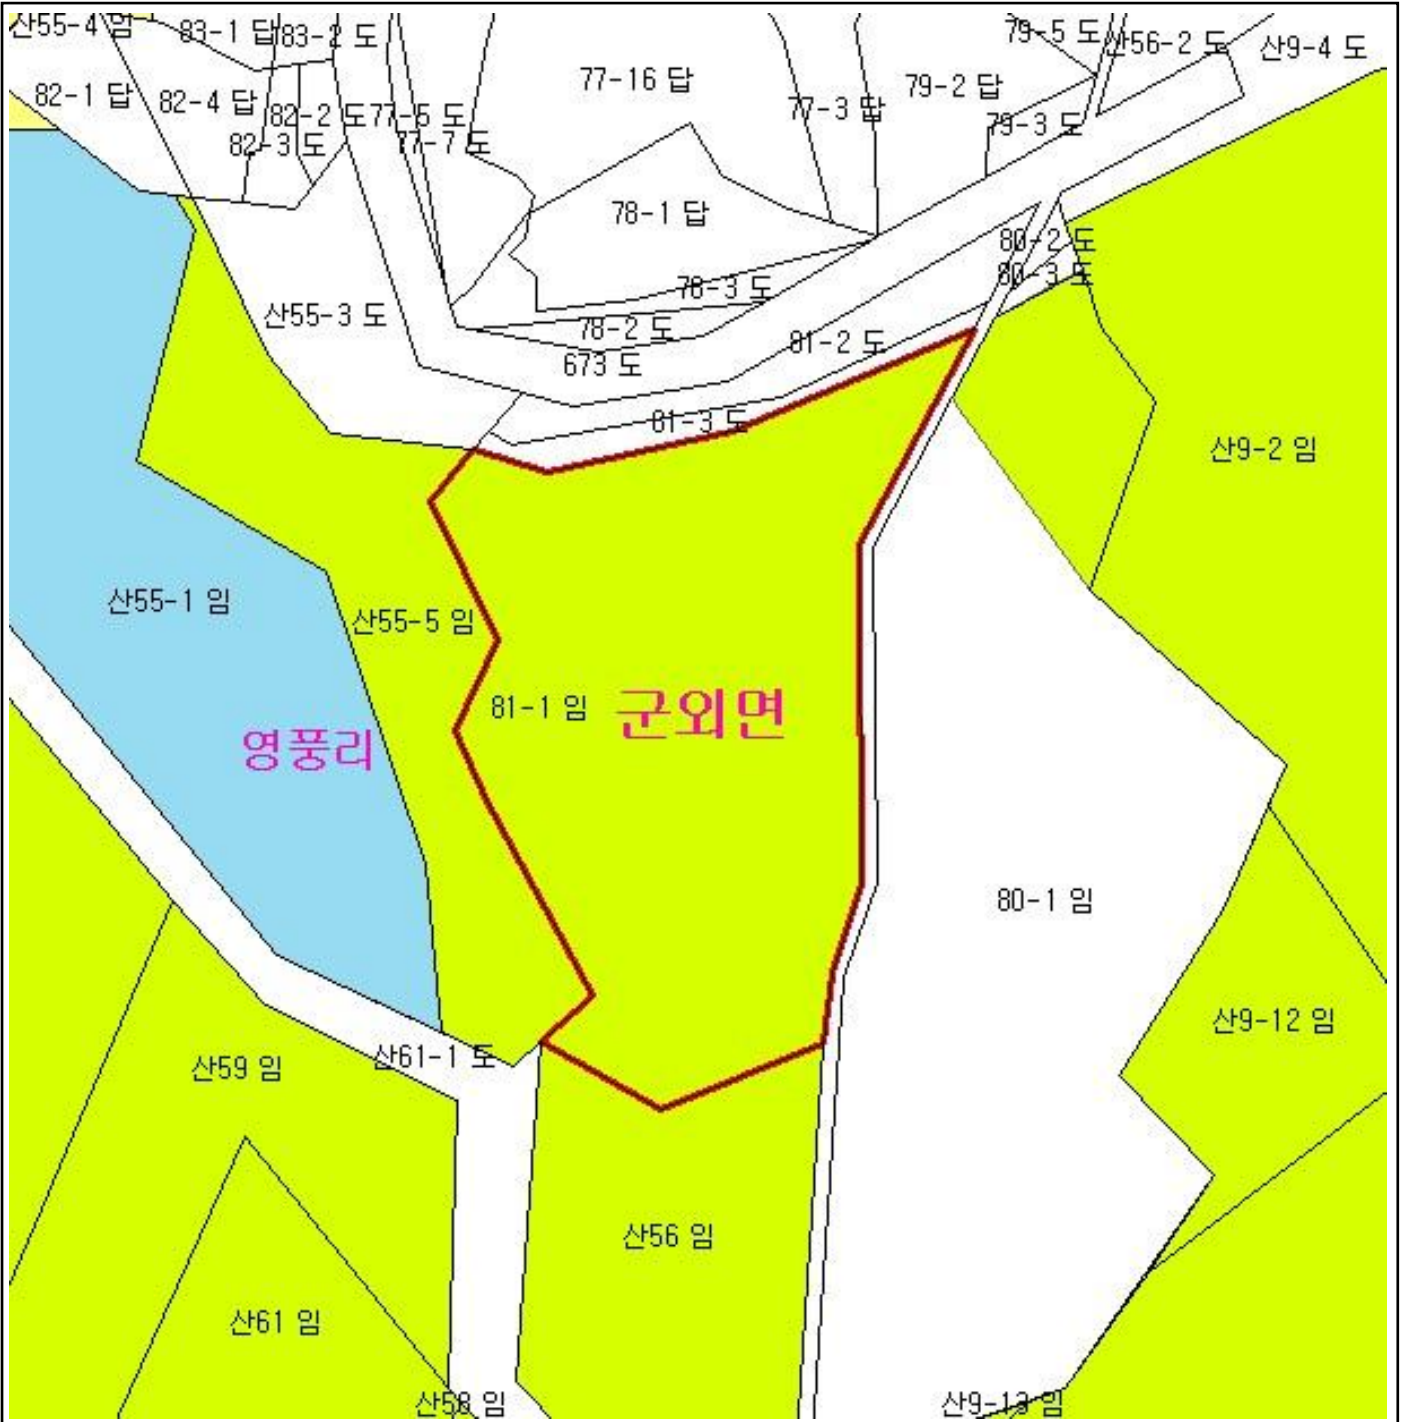 산55-4 임
83-1 답
83-2 도
79-5 도
산56-2 도
산9-4 도
82-1 답
82-4 답
82-2 도
77-5 도
77-16 답
77-3 답
79-2 답
79-3 도
82-3 도
77-7 도
78-1 답
80-2 도
80-3 도
78-3 도
산55-3 도
78-2 도
81-2 도
673 도
81-3 도
산9-2 임
산55-1 임
산55-5 임
81-1 임
군외면
영풍리
80-1 임
산9-12 임
산61-1 도
산59 임
산56 임
산61 임
산58 임
산9-13 임